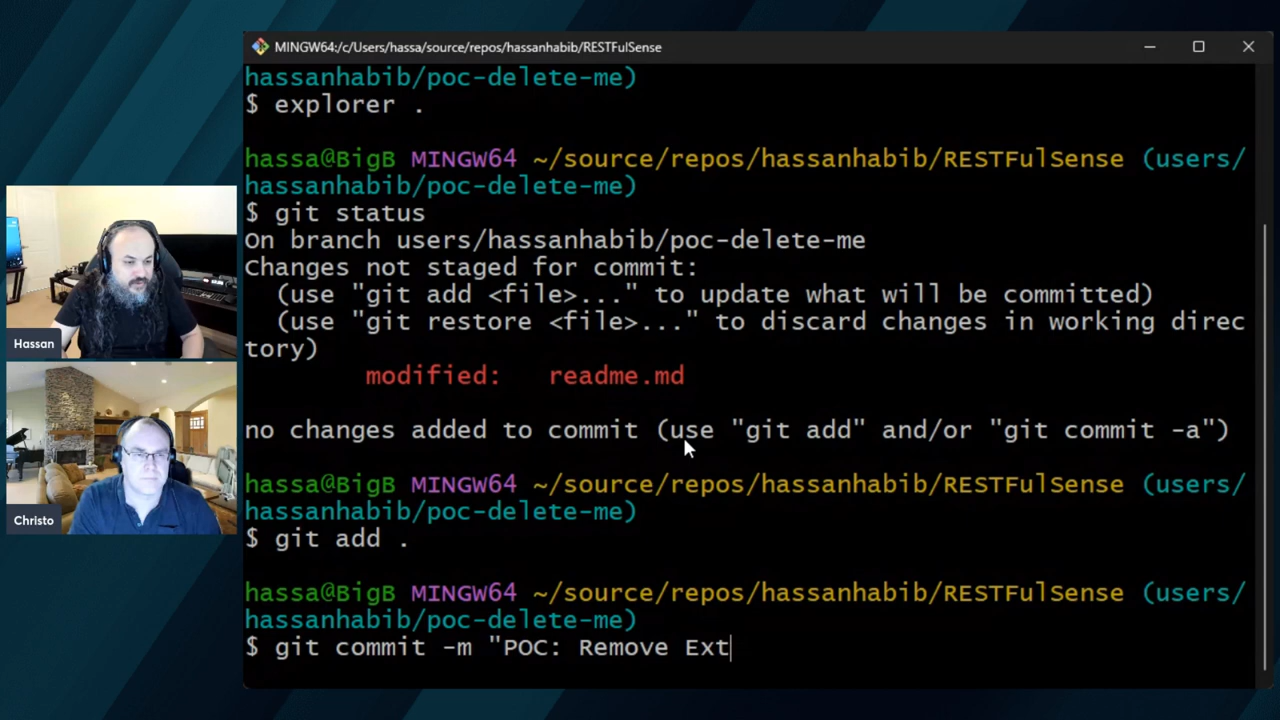 MINGW64:/c/Users/hassa/source/repos/hassanhabib/RESTFulSense
hassanhabib/poc-delete-me)
$ explorer .
hassa@BigB MINGW64 ~/source/repos/hassanhabib/RESTFulSense (users/
hassanhabib/poc-delete-me)
$ git status
On branch users/hassanhabib/poc-delete-me
Changes not staged for commit:
(use "git add <file>..." to update what will be committed)
(use "git restore <file>..." to discard changes in working direc
tory)
modified: readme.md
no changes added to commit (use "git add" and/or "git commit -a")
hassa@BigB MINGW64 ~/source/repos/hassanhabib/RESTFulSense (users/
hassanhabib/poc-delete-me)
$ git add .
hassa@BigB MINGW64 ~/source/repos/hassanhabib/RESTFulSense (users/
hassanhabib/poc-delete-me)
$ git commit -m "POC: Remove Ext
Hassan
Christo